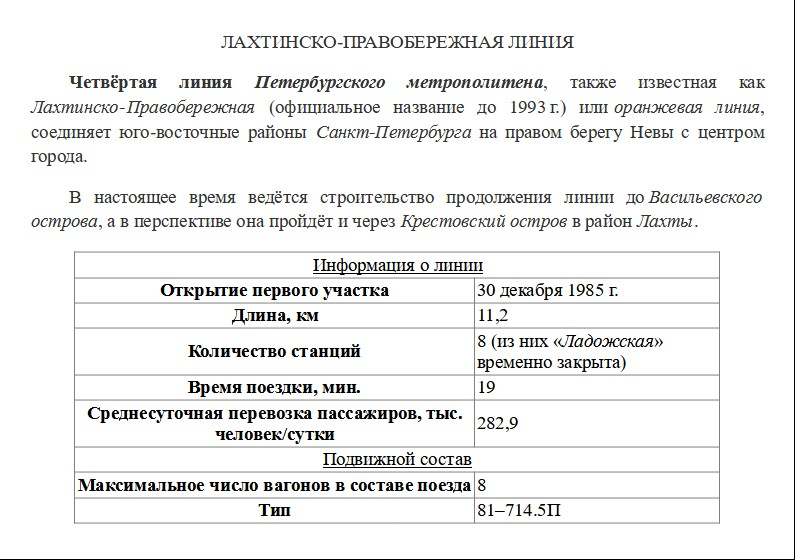 ЛАХТИНСКО-ПРАВОБЕРЕЖНАЯ ЛИНИЯ
Четвёртая линия Петербургского метрополитена, также известная как
Лахтинско-Правобережная (официальное название до 1993 г.) или оранжевая линия,
соединяет юго-восточные районы Санкт-Петербурга на правом берегу Невы с центром
города.
В настоящее время ведётся строительство продолжения линии до Васильевского
острова, а в перспективе она пройдёт и через Крестовский остров в район Лахты.
Информация о линии
Открытие первого участка 30 декабря 1985 г.
Длина, км 11,2
Количество станций 8 (из них «Ладожская»
временно закрыта)
Время поездки, мин. 19
Среднесуточная перевозка пассажиров, тыс.
человек/сутки 282,9
Подвижной состав
Максимальное число вагонов в составе поезда 8
Тип 81–714.5П